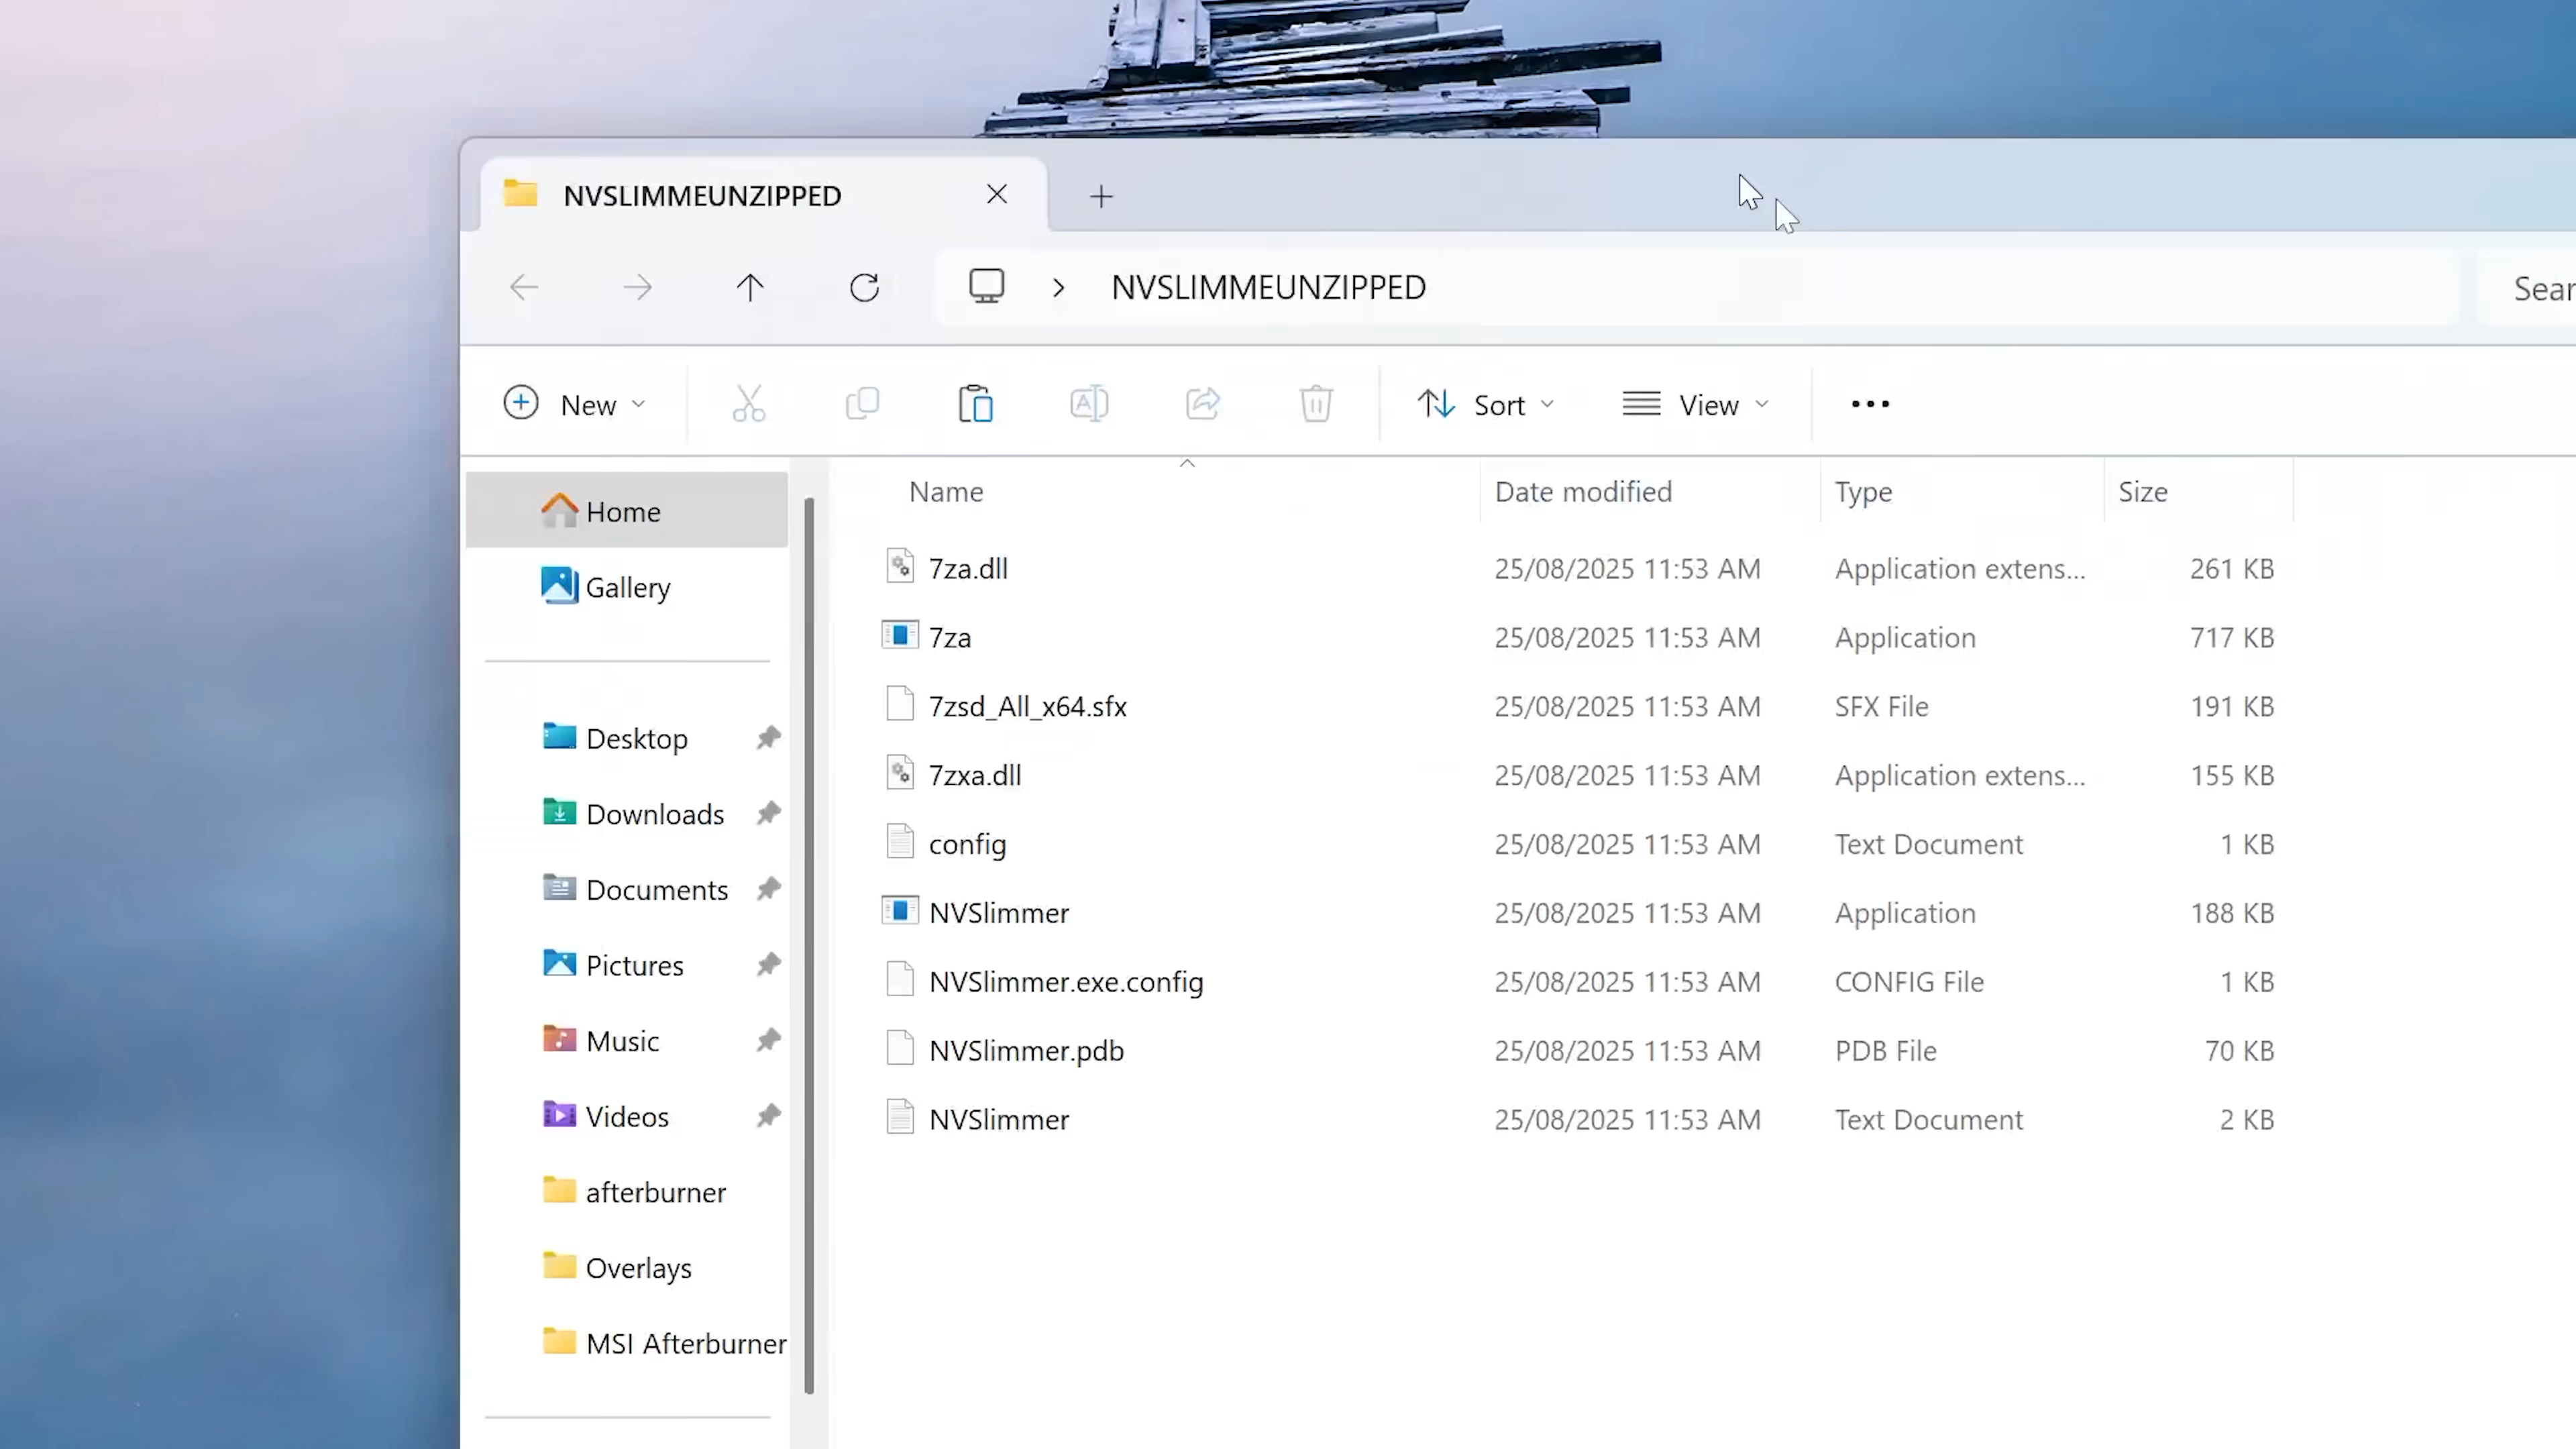 NVSLIMMEUNZIPPED
NVSLIMMEUNZIPPED
Sear
New
Sort
View
Name Date modified Type Size
Home
Gallery
Desktop
Downloads
Documents
Pictures
Music
Videos
afterburner
Overlays
MSI Afterburner
7za.dll 25/08/2025 11:53 AM Application extens... 261 KB
7za 25/08/2025 11:53 AM Application 717 KB
7zsd_All_x64.sfx 25/08/2025 11:53 AM SFX File 191 KB
7zxa.dll 25/08/2025 11:53 AM Application extens... 155 KB
config 25/08/2025 11:53 AM Text Document 1 KB
NVSlimmer 25/08/2025 11:53 AM Application 188 KB
NVSlimmer.exe.config 25/08/2025 11:53 AM CONFIG File 1 KB
NVSlimmer.pdb 25/08/2025 11:53 AM PDB File 70 KB
NVSlimmer 25/08/2025 11:53 AM Text Document 2 KB